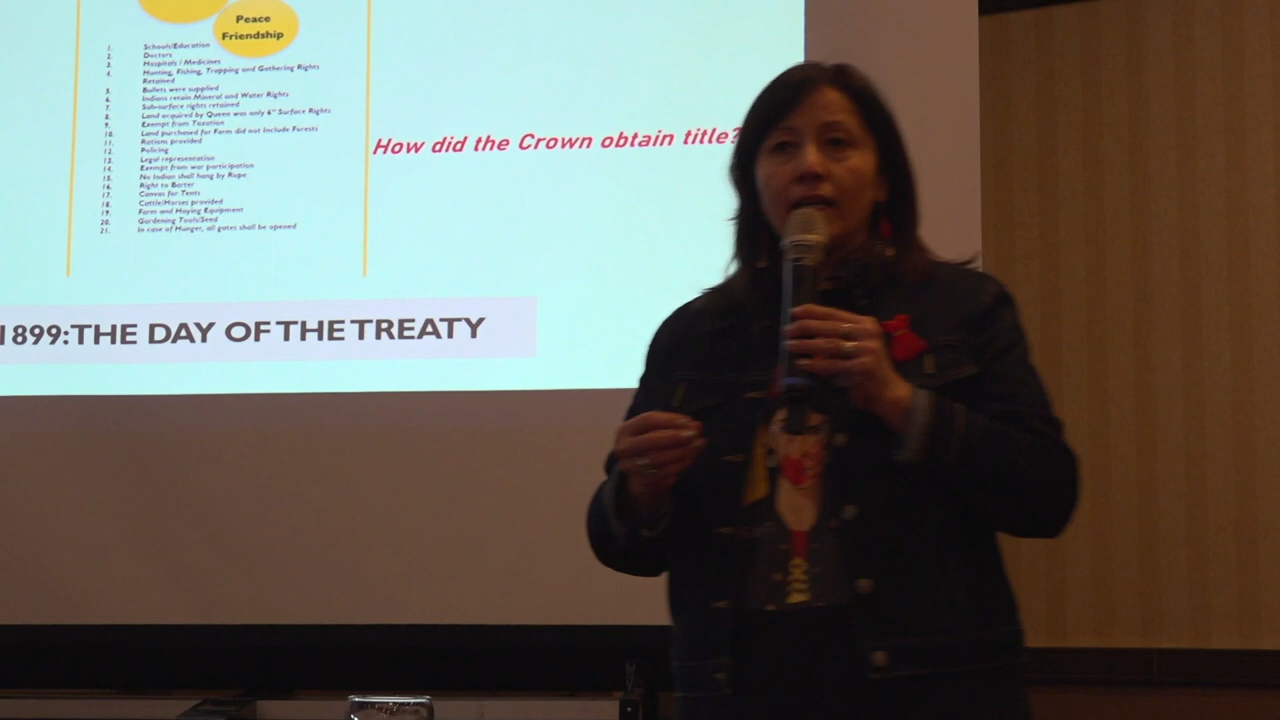 Peace
Friendship
1. Schools/Education
2. Doctors
3. Hospitals / Medicines
4. Hunting, Fishing, Trapping and Gathering Rights
Retained
5. Bullets were supplied
6. Indians retain Mineral and Water Rights
7. Sub-surface rights retained
8. Land acquired by Queen was only 6" Surface Rights
9. Exempt from Taxation
10. Land purchased for Farm did not Include Forests
11. Rations provided
12. Policing
13. Legal representation
14. Exempt from war participation
15. No Indian shall hang by Rope
16. Right to Barter
17. Canvas for Tents
18. Cattle/Horses provided
19. Farm and Haying Equipment
20. Gardening Tools/Seed
21. In case of Hunger, all gates shall be opened
How did the Crown obtain title?
1899: THE DAY OF THE TREATY